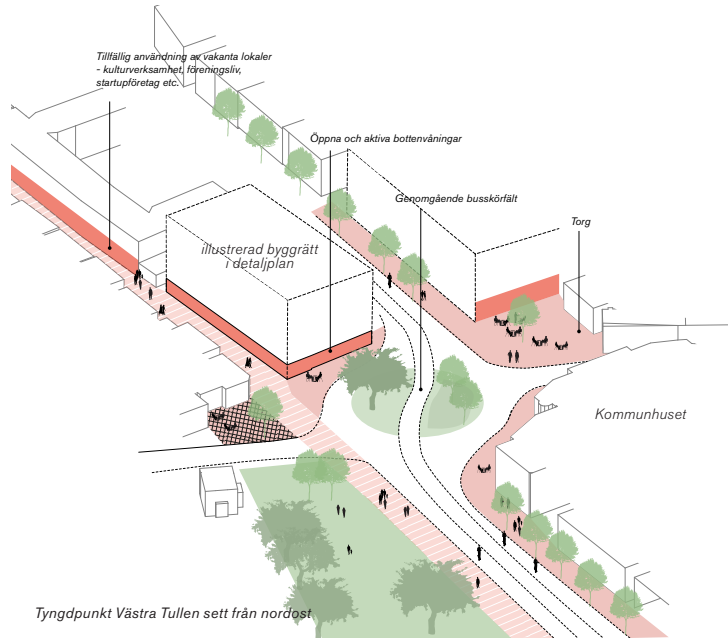 Tillfällig användning av vakanta lokaler
- kulturverksamhet, föreningsliv,
startupföretag etc.
Öppna och aktiva bottenvåningar
Genomgående busskörfält
Torg
illustrerad byggrätt
i detaljplan
Kommunhuset
Tyngdpunkt Västra Tullen sett från nordost